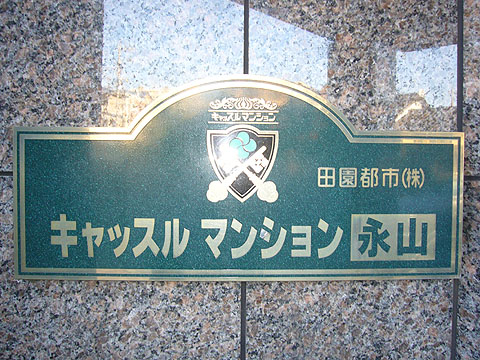 キャッスルマンション
田園都市(株)
キャッスル マンション 永山